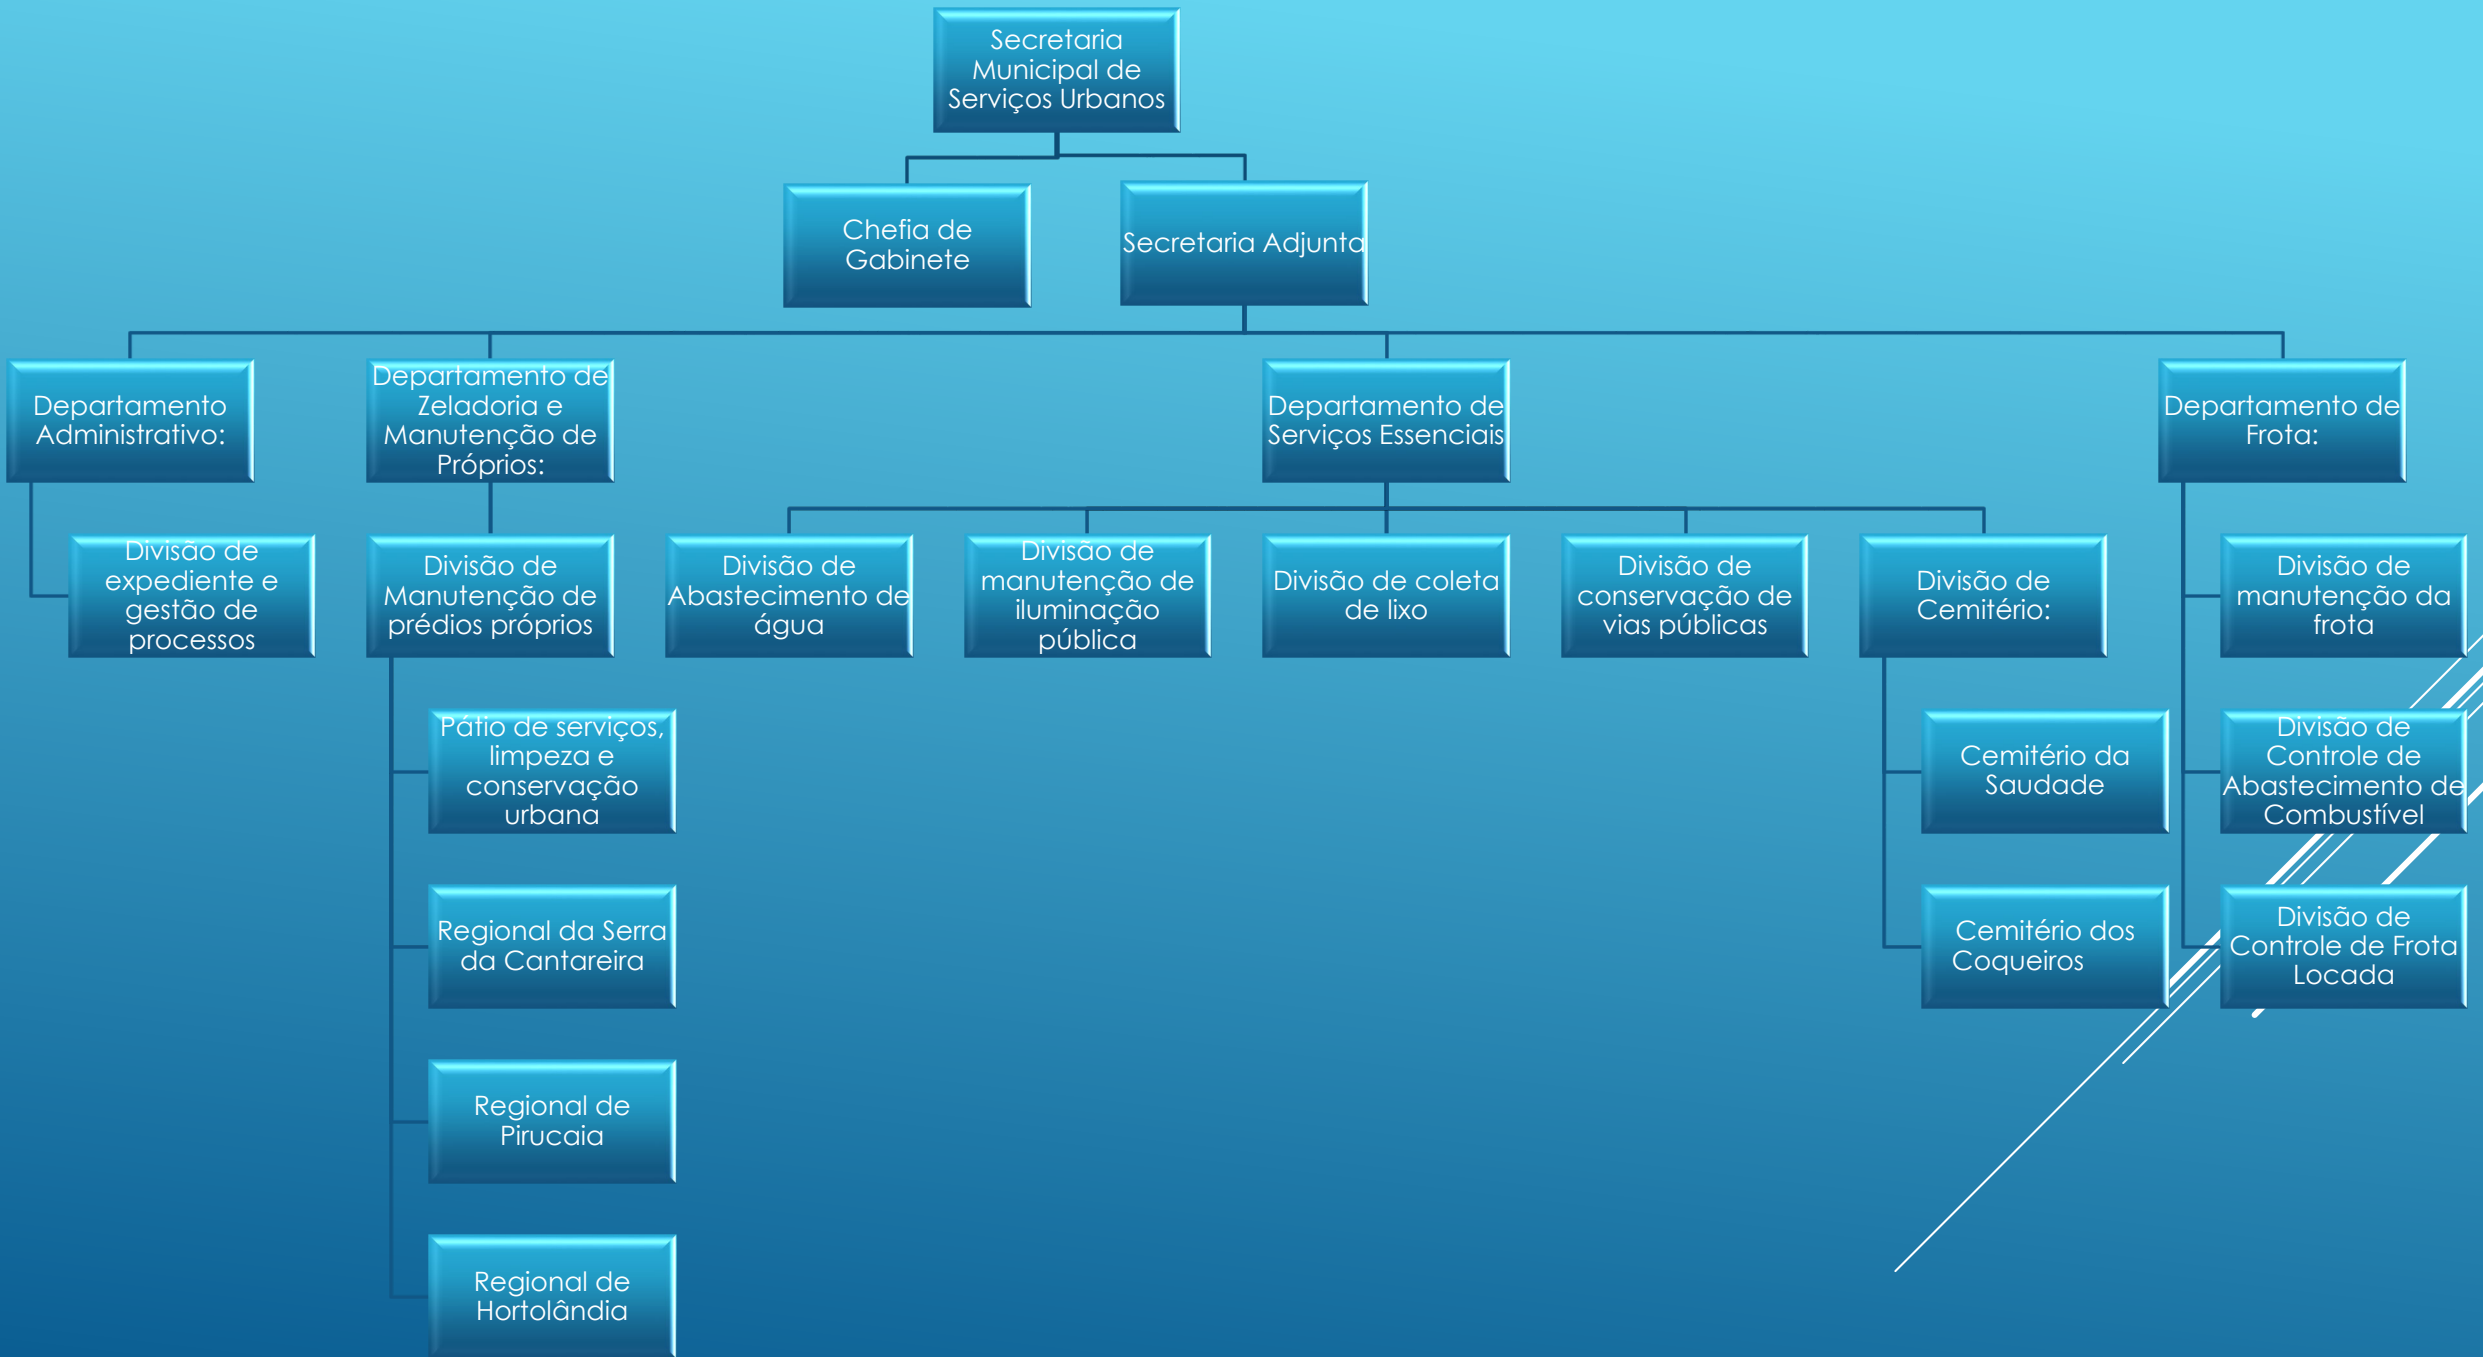 Secretaria
Municipal de
Serviços Urbanos
Chefia de
Gabinete
Secretaria Adjunta
Departamento
Administrativo:
Departamento de
Zeladoria e
Manutenção de
Próprios:
Departamento de
Serviços Essenciais
Departamento de
Frota:
Divisão de
expediente e
gestão de
processos
Divisão de
Manutenção de
prédios próprios
Divisão de
Abastecimento de
água
Divisão de
manutenção de
iluminação
pública
Divisão de coleta
de lixo
Divisão de
conservação de
vias públicas
Divisão de
Cemitério:
Divisão de
manutenção da
frota
Pátio de serviços,
limpeza e
conservação
urbana
Cemitério da
Saudade
Divisão de
Controle de
Abastecimento de
Combustível
Regional da Serra
da Cantareira
Cemitério dos
Coqueiros
Divisão de
Controle de Frota
Locada
Regional de
Pirucaia
Regional de
Hortolândia